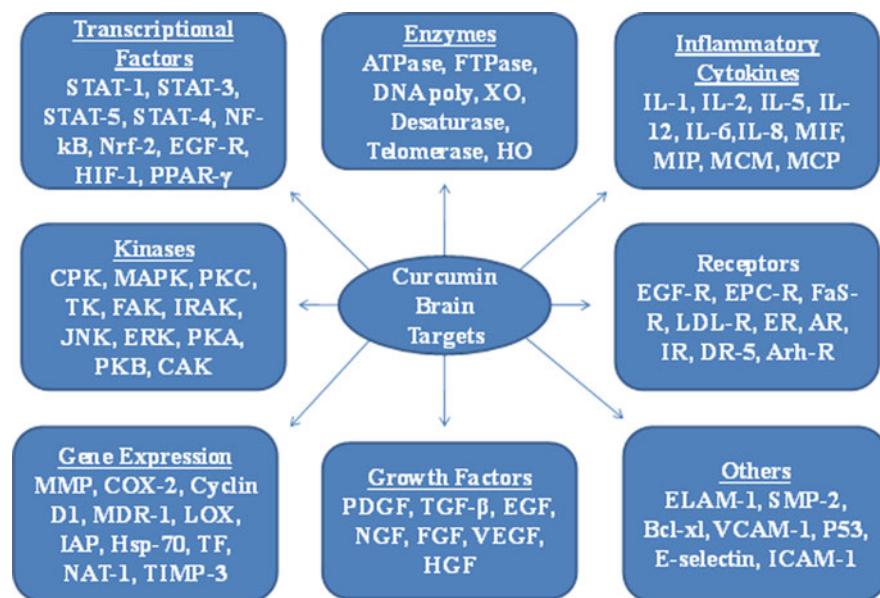 Transcriptional
Factors
STAT-1, STAT-3,
STAT-5, STAT-4, NF-
kB, Nrf-2, EGF-R,
HIF-1, PPAR-γ
Enzymes
ATPase, FTPase,
DNA poly, XO,
Desaturase,
Telomerase, HO
Inflammatory
Cytokines
IL-1, IL-2, IL-5, IL-
12, IL-6,IL-8, MIF,
MIP, MCM, MCP
Kinases
CPK, MAPK, PKC,
TK, FAK, IRAK,
JNK, ERK, PKA,
PKB, CAK
Curcumin
Brain
Targets
Receptors
EGF-R, EPC-R, FaS-
R, LDL-R, ER, AR,
IR, DR-5, Arh-R
Gene Expression
MMP, COX-2, Cyclin
D1, MDR-1, LOX,
IAP, Hsp-70, TF,
NAT-1, TIMP-3
Growth Factors
PDGF, TGF-β, EGF,
NGF, FGF, VEGF,
HGF
Others
ELAM-1, SMP-2,
Bcl-xl, VCAM-1, P53,
E-selectin, ICAM-1